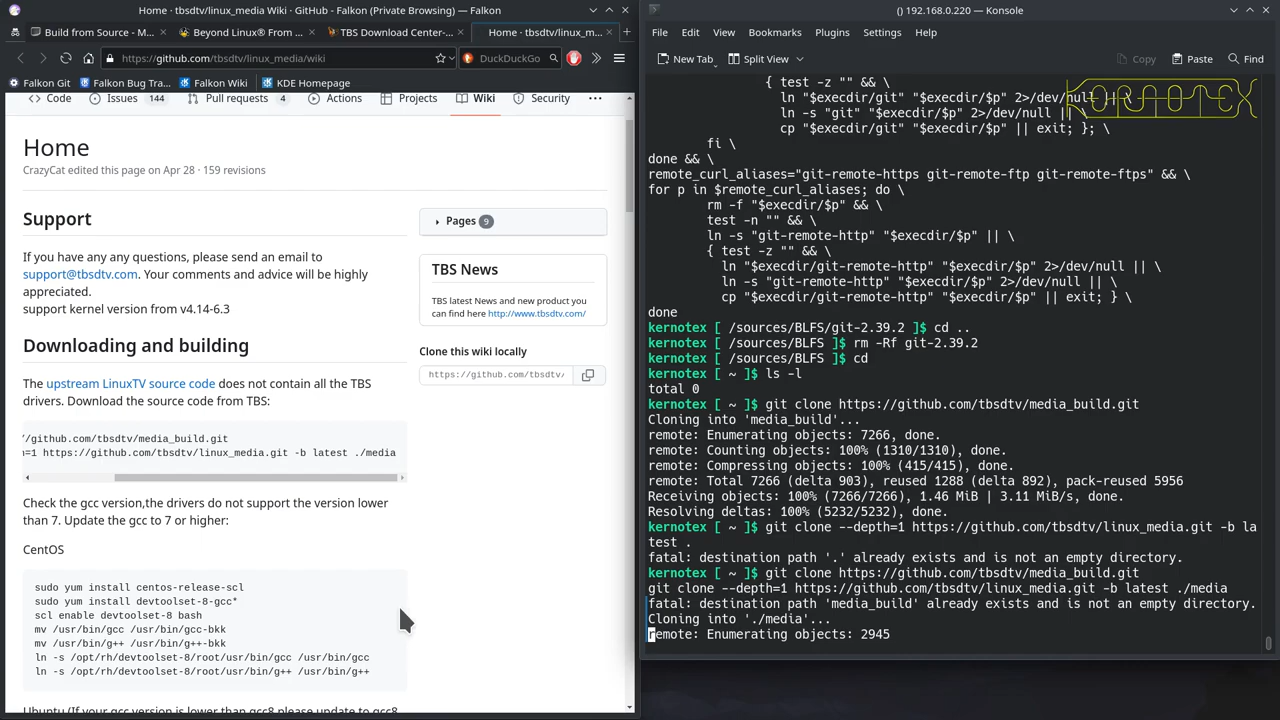 Home · tbsdtv/linux_media Wiki · GitHub - Falkon (Private Browsing) — Falkon
Build from Source - M...
Beyond Linux® From ...
TBS Download Center-...
Home · tbsdtv/linux_m...
https://github.com/tbsdtv/linux_media/wiki
DuckDuckGo
Falkon Git
Falkon Bug Tra...
Falkon Wiki
KDE Homepage
Code
Issues 144
Pull requests 4
Actions
Projects
Wiki
Security
Home
CrazyCat edited this page on Apr 28 · 159 revisions
Support
If you have any any questions, please send an email to
support@tbsdtv.com. Your comments and advice will be highly
appreciated.
support kernel version from v4.14-6.3
Downloading and building
The upstream LinuxTV source code does not contain all the TBS
drivers. Download the source code from TBS:
'/github.com/tbsdtv/media_build.git
=1 https://github.com/tbsdtv/linux_media.git -b latest ./media
Check the gcc version,the drivers do not support the version lower
than 7. Update the gcc to 7 or higher:
CentOS
sudo yum install centos-release-scl
sudo yum install devtoolset-8-gcc*
scl enable devtoolset-8 bash
mv /usr/bin/gcc /usr/bin/gcc-bkk
mv /usr/bin/g++ /usr/bin/g++-bkk
ln -s /opt/rh/devtoolset-8/root/usr/bin/gcc /usr/bin/gcc
ln -s /opt/rh/devtoolset-8/root/usr/bin/g++ /usr/bin/g++
Ubuntu (If your gcc version is lower than gcc8,please update to gcc8
Pages 9
TBS News
TBS latest News and new product you
can find here http://www.tbsdtv.com/
Clone this wiki locally
https://github.com/tbsdtv/
() 192.168.0.220 — Konsole
File Edit View Bookmarks Plugins Settings Help
New Tab Split View Copy Paste Find
KERNOTEX
{ test -z "" && \
ln "$execdir/git" "$execdir/$p" 2>/dev/null || \
ln -s "git" "$execdir/$p" 2>/dev/null || \
cp "$execdir/git" "$execdir/$p" || exit; }; \
fi \
done && \
remote_curl_aliases="git-remote-https git-remote-ftp git-remote-ftps" && \
for p in $remote_curl_aliases; do \
rm -f "$execdir/$p" && \
test -n "" && \
ln -s "git-remote-http" "$execdir/$p" || \
{ test -z "" && \
ln "$execdir/git-remote-http" "$execdir/$p" 2>/dev/null || \
ln -s "git-remote-http" "$execdir/$p" 2>/dev/null || \
cp "$execdir/git-remote-http" "$execdir/$p" || exit; } \
done
kernotex [ /sources/BLFS/git-2.39.2 ]$ cd ..
kernotex [ /sources/BLFS ]$ rm -Rf git-2.39.2
kernotex [ /sources/BLFS ]$ cd
kernotex [ ~ ]$ ls -l
total 0
kernotex [ ~ ]$ git clone https://github.com/tbsdtv/media_build.git
Cloning into 'media_build'...
remote: Enumerating objects: 7266, done.
remote: Counting objects: 100% (1310/1310), done.
remote: Compressing objects: 100% (415/415), done.
remote: Total 7266 (delta 903), reused 1288 (delta 892), pack-reused 5956
Receiving objects: 100% (7266/7266), 1.46 MiB | 3.11 MiB/s, done.
Resolving deltas: 100% (5232/5232), done.
kernotex [ ~ ]$ git clone --depth=1 https://github.com/tbsdtv/linux_media.git -b la
test .
fatal: destination path '.' already exists and is not an empty directory.
kernotex [ ~ ]$ git clone https://github.com/tbsdtv/media_build.git
git clone --depth=1 https://github.com/tbsdtv/linux_media.git -b latest ./media
fatal: destination path 'media_build' already exists and is not an empty directory.
Cloning into './media'...
remote: Enumerating objects: 2945